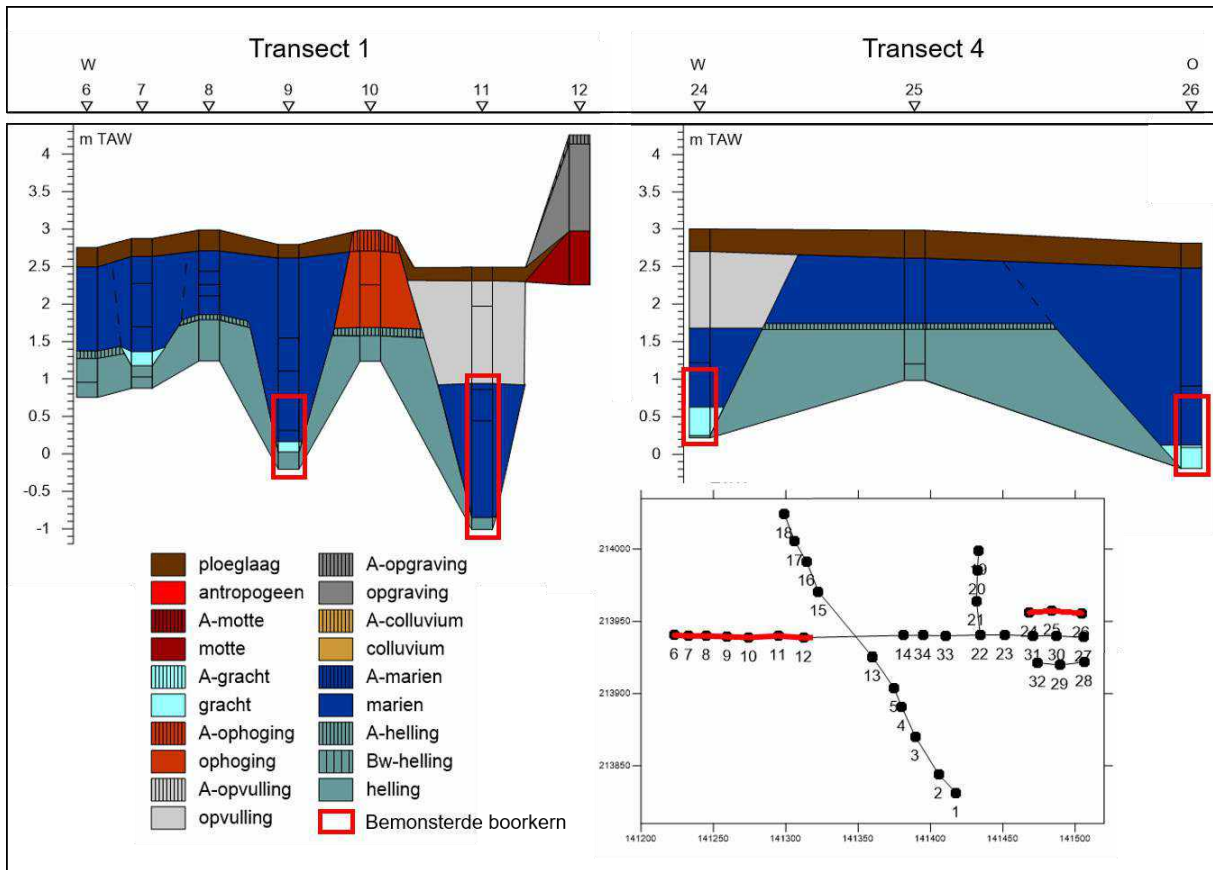 Transect 1
W
6 7 8 9 10 11 12
Transect 4
W O
24 25 26
m TAW
4
3.5
3
2.5
2
1.5
1
0.5
0
-0.5
-1
m TAW
4
3.5
3
2.5
2
1.5
1
0.5
0
ploeglaag
antropogeen
A-motte
motte
A-gracht
gracht
A-ophoging
ophoging
A-opvulling
opvulling
A-opgraving
opgraving
A-colluvium
colluvium
A-marien
marien
A-helling
Bw-helling
helling
Bemonsterde boorkern
214000
213950
213900
213850
18
17
16
15
19
20
21
24 25 26
6 7 8 9 10 11 12 14 34 33 22 23 31 30 27
13
32 29 28
5
4
3
2
1
141200 141250 141300 141350 141400 141450 141500